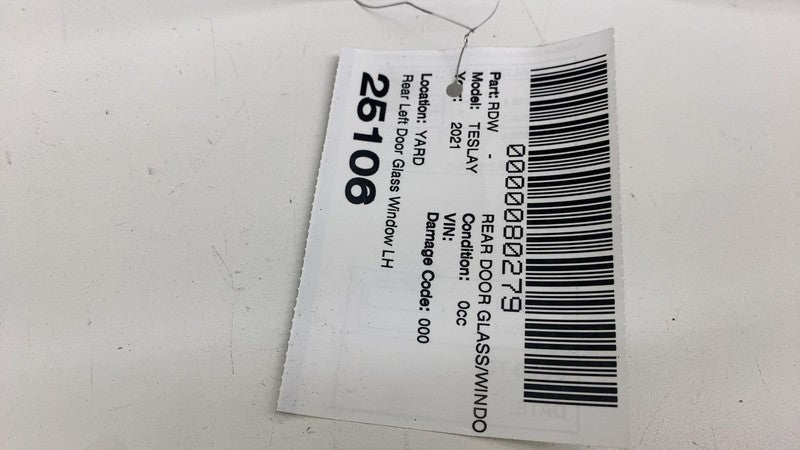 0000080279
Part: RDW - REAR DOOR GLASS/WINDO
Model: TESLAY Condition: 0cc
2021 VIN:
Location: YARD Damage Code: 000
Rear Left Door Glass Window LH
25106